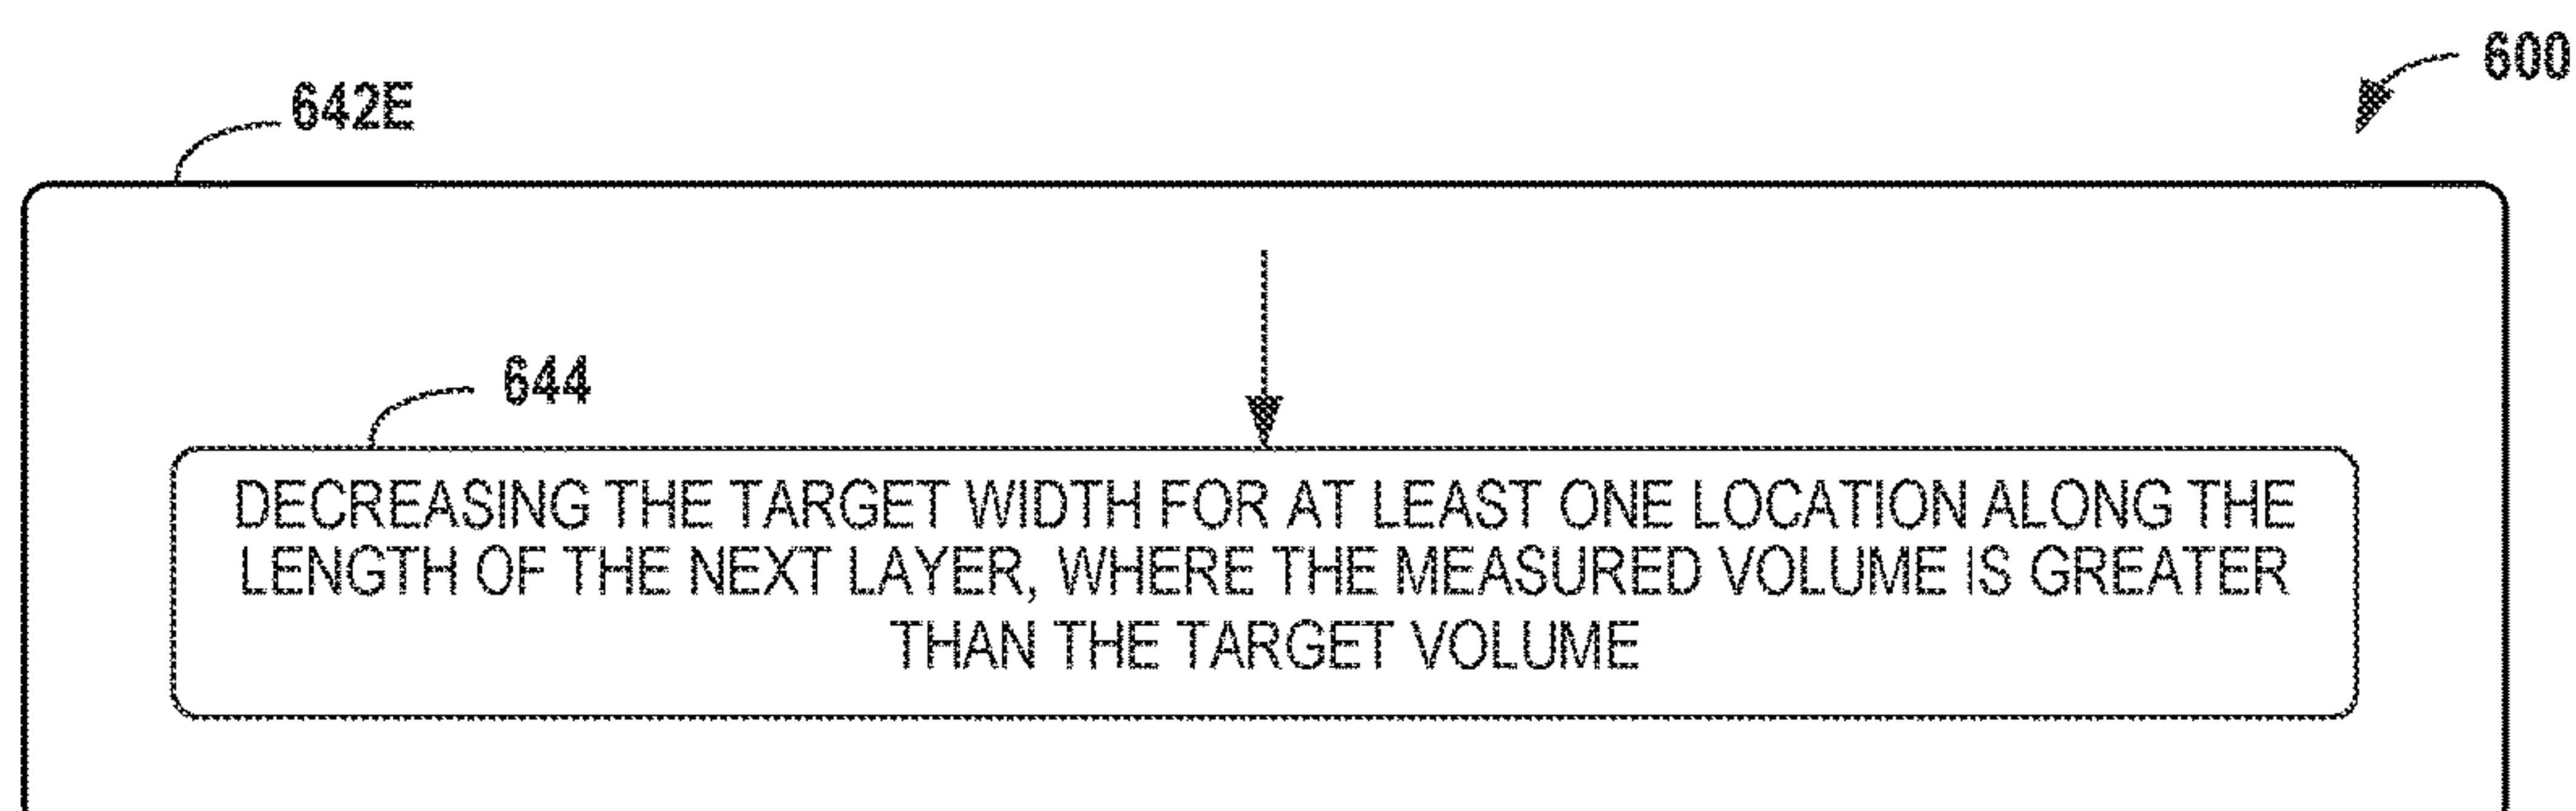 600
642E
644
DECREASING THE TARGET WIDTH FOR AT LEAST ONE LOCATION ALONG THE
LENGTH OF THE NEXT LAYER, WHERE THE MEASURED VOLUME IS GREATER
THAN THE TARGET VOLUME